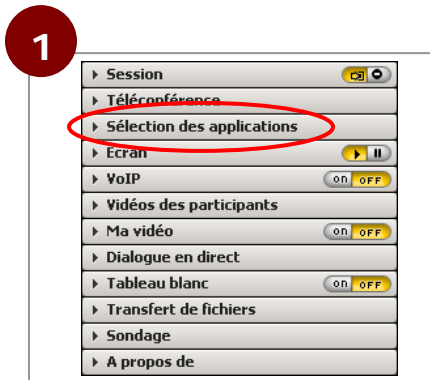 1
Session
Téléconférence
Sélection des applications
Ecran
VoIP on OFF
Vidéos des participants
Ma vidéo on OFF
Dialogue en direct
Tableau blanc on OFF
Transfert de fichiers
Sondage
A propos de